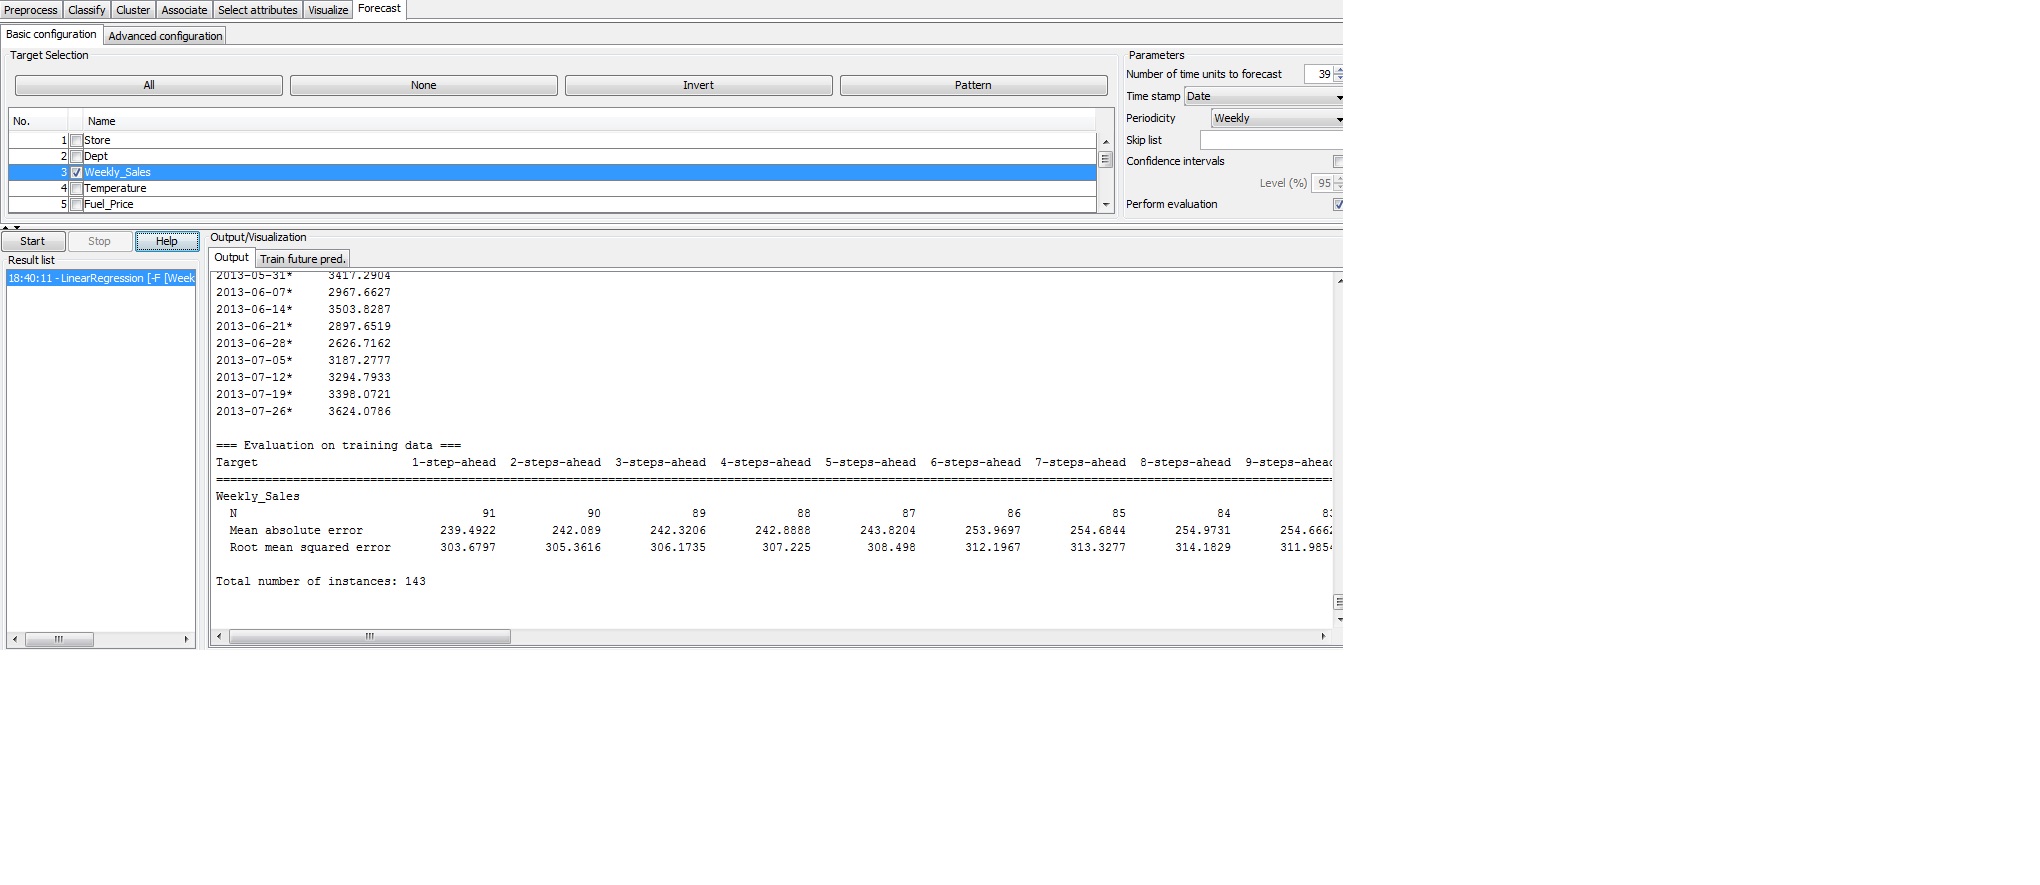 Preprocess Classify Cluster Associate Select attributes Visualize Forecast
Basic configuration Advanced configuration
Target Selection
All None Invert Pattern
No. Name
1 Store
2 Dept
3 Weekly_Sales
4 Temperature
5 Fuel_Price
Parameters
Number of time units to forecast 39
Time stamp Date
Periodicity Weekly
Skip list
Confidence intervals
Level (%) 95
Perform evaluation
Start Stop Help
Result list
18:40:11 - LinearRegression [-F [Week
Output/Visualization
Output Train future pred.
2013-05-31* 3417.2904
2013-06-07* 2967.6627
2013-06-14* 3503.8287
2013-06-21* 2897.6519
2013-06-28* 2626.7162
2013-07-05* 3187.2777
2013-07-12* 3294.7933
2013-07-19* 3398.0721
2013-07-26* 3624.0786
=== Evaluation on training data ===
Target 1-step-ahead 2-steps-ahead 3-steps-ahead 4-steps-ahead 5-steps-ahead 6-steps-ahead 7-steps-ahead 8-steps-ahead 9-steps-ahead
Weekly_Sales
N 91 90 89 88 87 86 85 84 83
Mean absolute error 239.4922 242.089 242.3206 242.8888 243.8204 253.9697 254.6844 254.9731 254.6662
Root mean squared error 303.6797 305.3616 306.1735 307.225 308.498 312.1967 313.3277 314.1829 311.9854
Total number of instances: 143